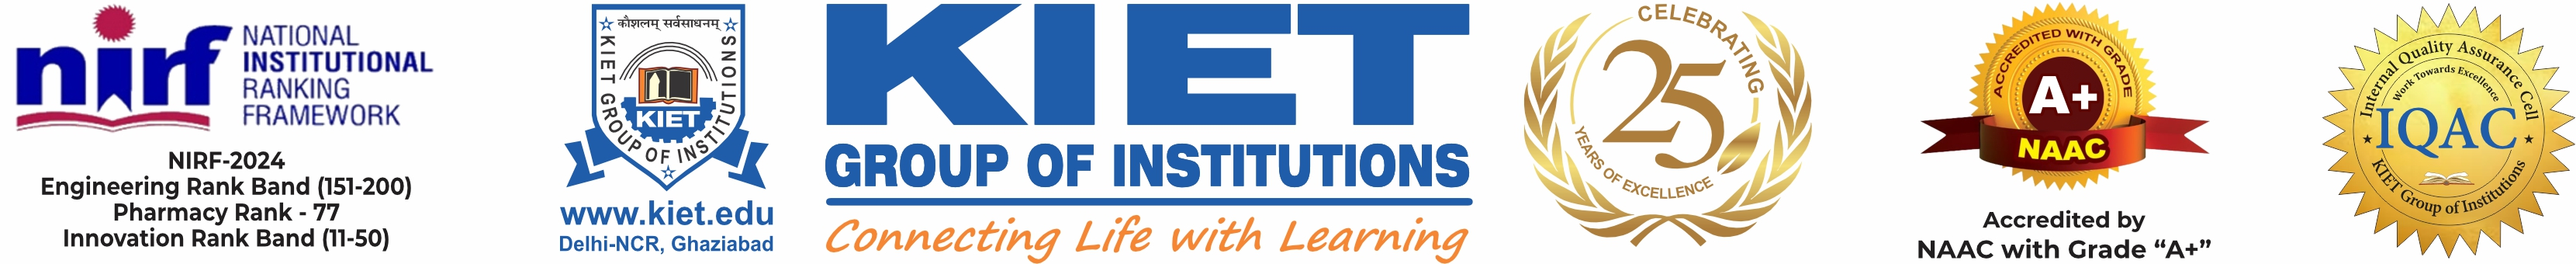 nirf
NATIONAL
INSTITUTIONAL
RANKING
FRAMEWORK
NIRF-2024
Engineering Rank Band (151-200)
Pharmacy Rank - 77
Innovation Rank Band (11-50)
कौशलम् सर्वसाधनम्
KIET GROUP OF INSTITUTIONS
KIET
www.kiet.edu
Delhi-NCR, Ghaziabad
KIET
GROUP OF INSTITUTIONS
Connecting Life with Learning
CELEBRATING
25
YEARS OF EXCELLENCE
ACCREDITED WITH GRADE
A+
NAAC
Accredited by
NAAC with Grade “A+”
Internal Quality Assurance Cell
Work Towards Excellence
IQAC
KIET Group of Institutions